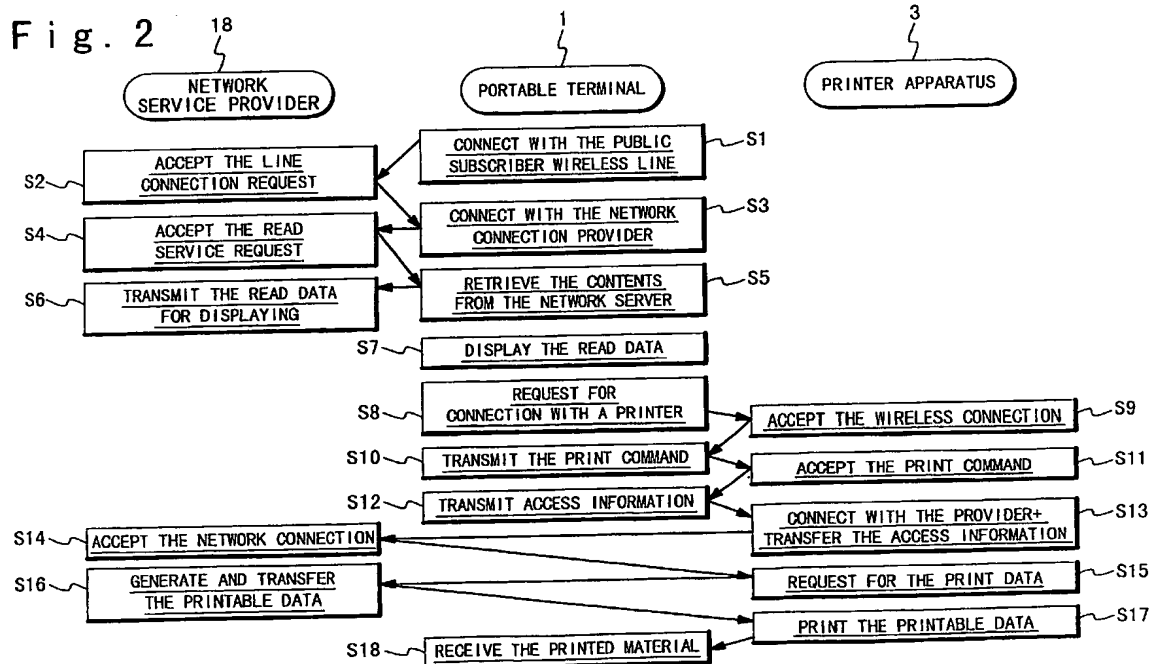 Fig. 2
18
1
3
NETWORK
SERVICE PROVIDER
PORTABLE TERMINAL
PRINTER APPARATUS
CONNECT WITH THE PUBLIC
SUBSCRIBER WIRELESS LINE
S1
S2
ACCEPT THE LINE
CONNECTION REQUEST
CONNECT WITH THE NETWORK
CONNECTION PROVIDER
S3
S4
ACCEPT THE READ
SERVICE REQUEST
RETRIEVE THE CONTENTS
FROM THE NETWORK SERVER
S5
S6
TRANSMIT THE READ DATA
FOR DISPLAYING
S7
DISPLAY THE READ DATA
S8
REQUEST FOR
CONNECTION WITH A PRINTER
ACCEPT THE WIRELESS CONNECTION
S9
S10
TRANSMIT THE PRINT COMMAND
ACCEPT THE PRINT COMMAND
S11
S12
TRANSMIT ACCESS INFORMATION
CONNECT WITH THE PROVIDER+
TRANSFER THE ACCESS INFORMATION
S13
S14
ACCEPT THE NETWORK CONNECTION
REQUEST FOR THE PRINT DATA
S15
S16
GENERATE AND TRANSFER
THE PRINTABLE DATA
PRINT THE PRINTABLE DATA
S17
S18
RECEIVE THE PRINTED MATERIAL